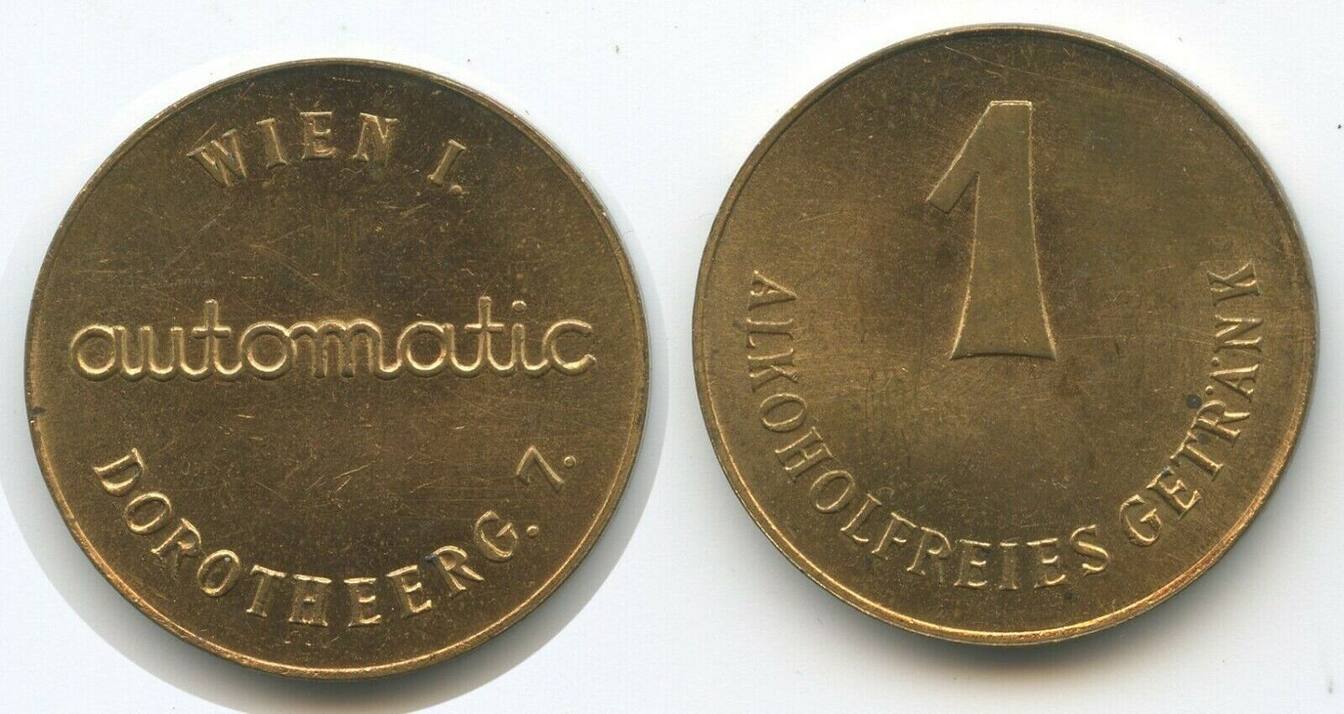 WIEN I.
automatic
DOROTHEERG. 7.
1
ALKOHOLFREIES GETRÄNK